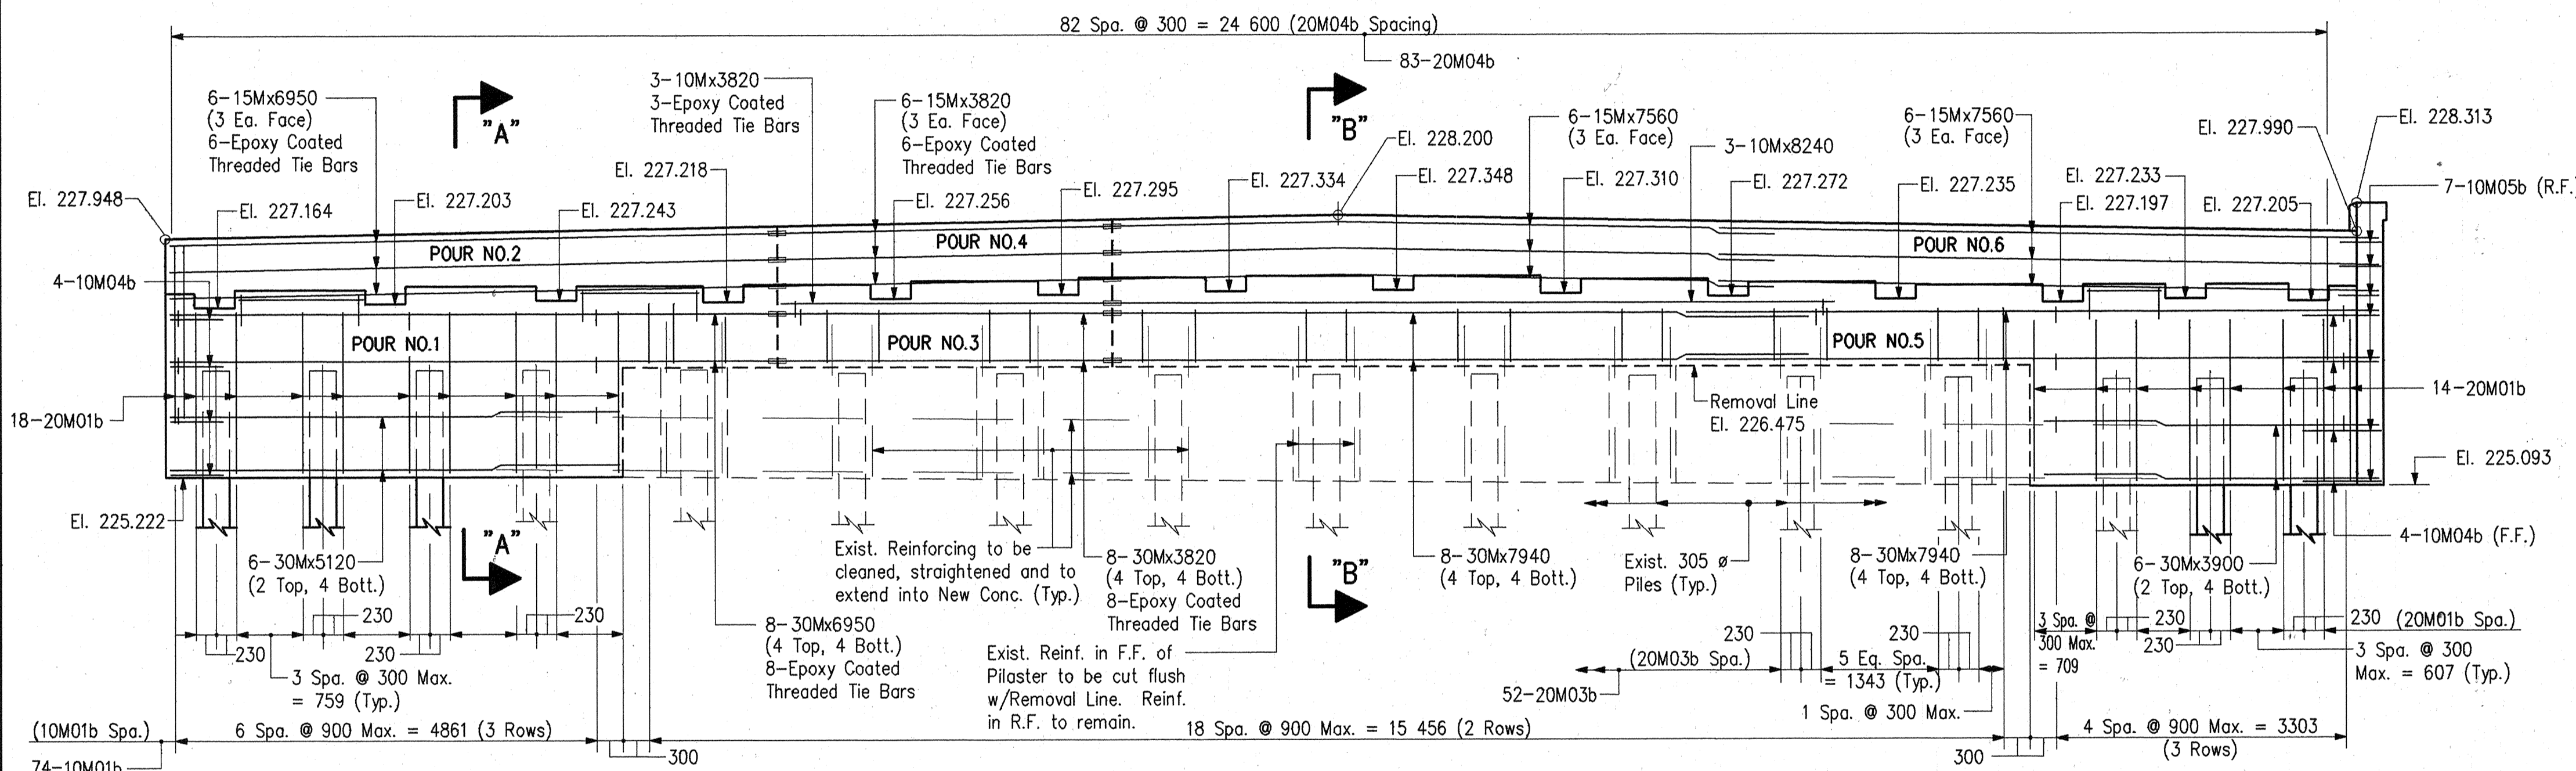 82 Spa. @ 300 = 24 600 (20M04b Spacing)
83-20M04b
6-15Mx6950
(3 Ea. Face)
6-Epoxy Coated
Threaded Tie Bars
"A"
3-10Mx3820
3-Epoxy Coated
Threaded Tie Bars
6-15Mx3820
(3 Ea. Face)
6-Epoxy Coated
Threaded Tie Bars
"B"
El. 228.200
6-15Mx7560
(3 Ea. Face)
3-10Mx8240
6-15Mx7560
(3 Ea. Face)
El. 227.990
El. 228.313
7-10M05b (R.F.
El. 227.948
El. 227.164
El. 227.203
El. 227.243
El. 227.218
El. 227.256
El. 227.295
El. 227.334
El. 227.348
El. 227.310
El. 227.272
El. 227.235
El. 227.233
El. 227.197
El. 227.205
POUR NO.2
POUR NO.4
POUR NO.6
4-10M04b
POUR NO.1
POUR NO.3
POUR NO.5
18-20M01b
Removal Line
El. 226.475
14-20M01b
El. 225.093
El. 225.222
6-30Mx5120
(2 Top, 4 Bott.)
"A"
Exist. Reinforcing to be
cleaned, straightened and to
extend into New Conc. (Typ.)
8-30Mx3820
(4 Top, 4 Bott.)
8-Epoxy Coated
Threaded Tie Bars
"B"
8-30Mx7940
(4 Top, 4 Bott.)
Exist. 305 ø
Piles (Typ.)
8-30Mx7940
(4 Top, 4 Bott.)
6-30Mx3900
(2 Top, 4 Bott.)
4-10M04b (F.F.)
230
230
230
230
3 Spa. @ 300 Max.
= 759 (Typ.)
8-30Mx6950
(4 Top, 4 Bott.)
8-Epoxy Coated
Threaded Tie Bars
Exist. Reinf. in F.F. of
Pilaster to be cut flush
w/Removal Line. Reinf.
in R.F. to remain.
(20M03b Spa.)
52-20M03b
230
230
5 Eq. Spa.
= 1343 (Typ.)
1 Spa. @ 300 Max.
3 Spa. @
300 Max.
= 709
230
230
230 (20M01b Spa.)
3 Spa. @ 300
Max. = 607 (Typ.)
(10M01b Spa.)
74-10M01b
6 Spa. @ 900 Max. = 4861 (3 Rows)
300
18 Spa. @ 900 Max. = 15 456 (2 Rows)
300
4 Spa. @ 900 Max. = 3303
(3 Rows)